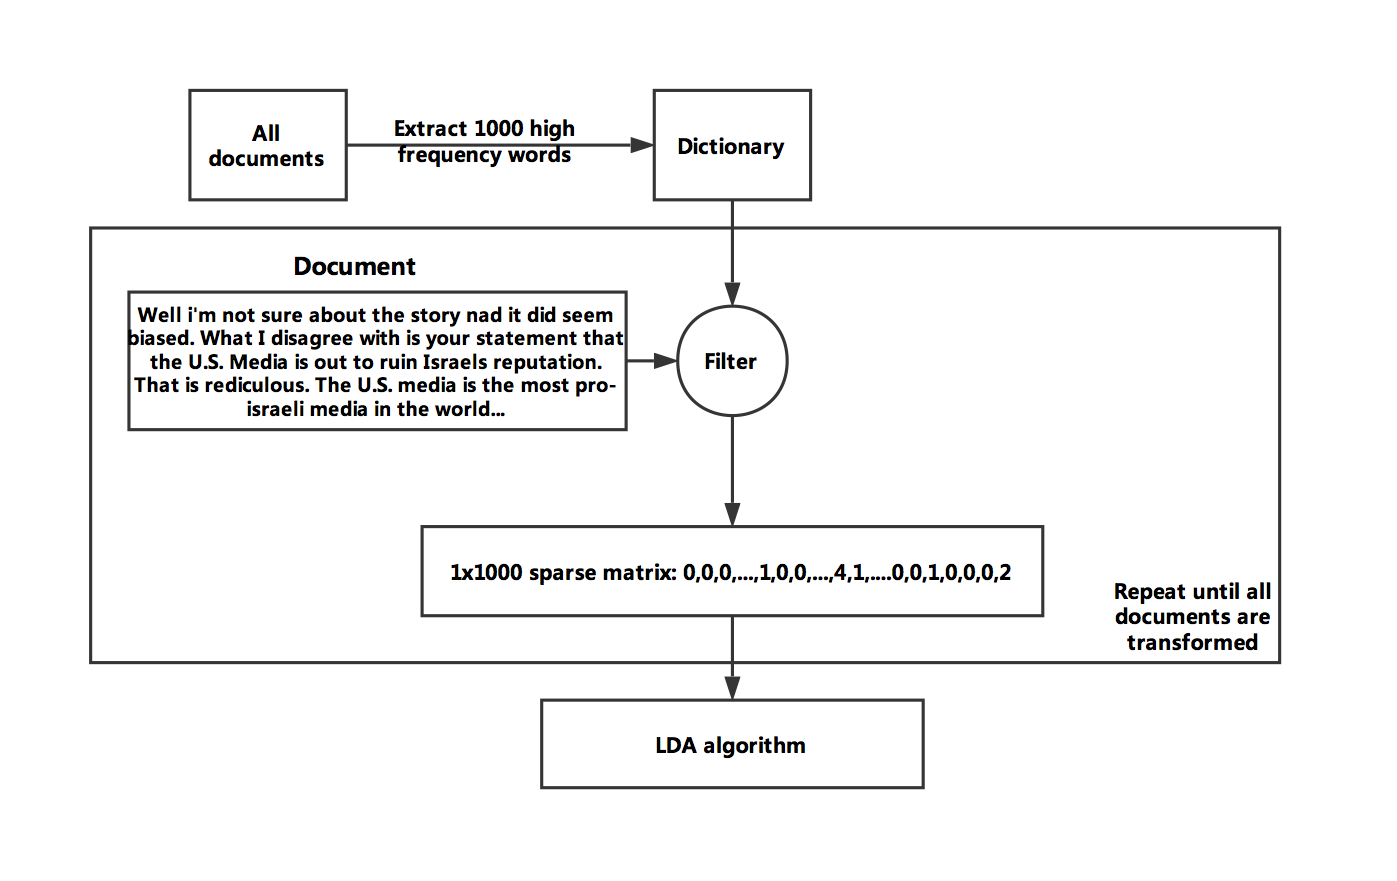 All
documents
Extract 1000 high
frequency words
Dictionary
Document
Well i'm not sure about the story nad it did seem
biased. What I disagree with is your statement that
the U.S. Media is out to ruin Israels reputation.
That is rediculous. The U.S. media is the most pro-
israeli media in the world...
Filter
1x1000 sparse matrix: 0,0,0,...,1,0,0,...,4,1,....0,0,1,0,0,0,2
Repeat until all
documents are
transformed
LDA algorithm